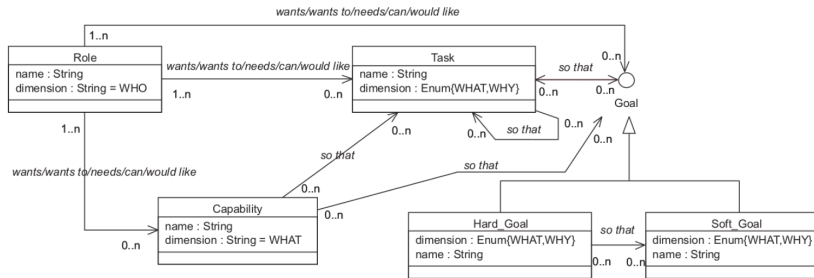 wants/wants to/needs/can/would like
1..n
Role
name : String
dimension : String = WHO
wants/wants to/needs/can/would like
1..n
0..n
Task
name : String
dimension : Enum{WHAT,WHY}
0..n
so that
0..n
0..n
Goal
0..n
so that
0..n
0..n
1..n
wants/wants to/needs/can/would like
0..n
so that
0..n
so that
0..n
0..n
Capability
name : String
dimension : String = WHAT
0..n
Hard_Goal
dimension : Enum{WHAT,WHY}
name : String
so that
0..n
0..n
Soft_Goal
dimension : Enum{WHAT,WHY}
name : String